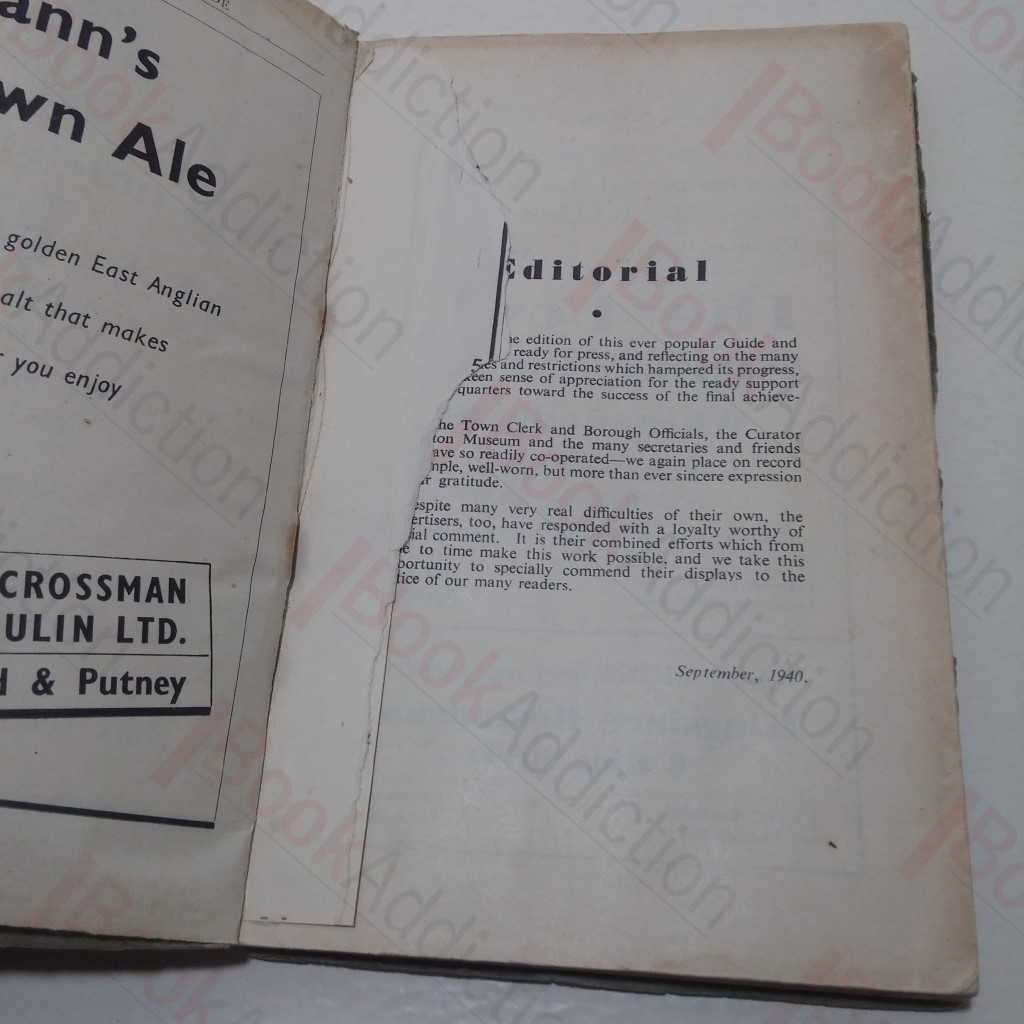 DE
ann's
wn Ale
golden East Anglian
alt that makes
you enjoy
CROSSMAN
ULIN LTD.
& Putney
Editorial
he edition of this ever popular Guide and
ready for press, and reflecting on the many
5
es and restrictions which hampered its progress,
keen sense of appreciation for the ready support
quarters toward the success of the final achieve-
he Town Clerk and Borough Officials, the Curator
ton Museum and the many secretaries and friends
ave so readily co-operated—we again place on record
mple, well-worn, but more than ever sincere expression
ur gratitude.
espite many very real difficulties of their own, the
ertisers, too, have responded with a loyalty worthy of
ial comment. It is their combined efforts which from
e to time make this work possible, and we take this
portunity to specially commend their displays to the
tice of our many readers.
September, 1940.
BookAddiction